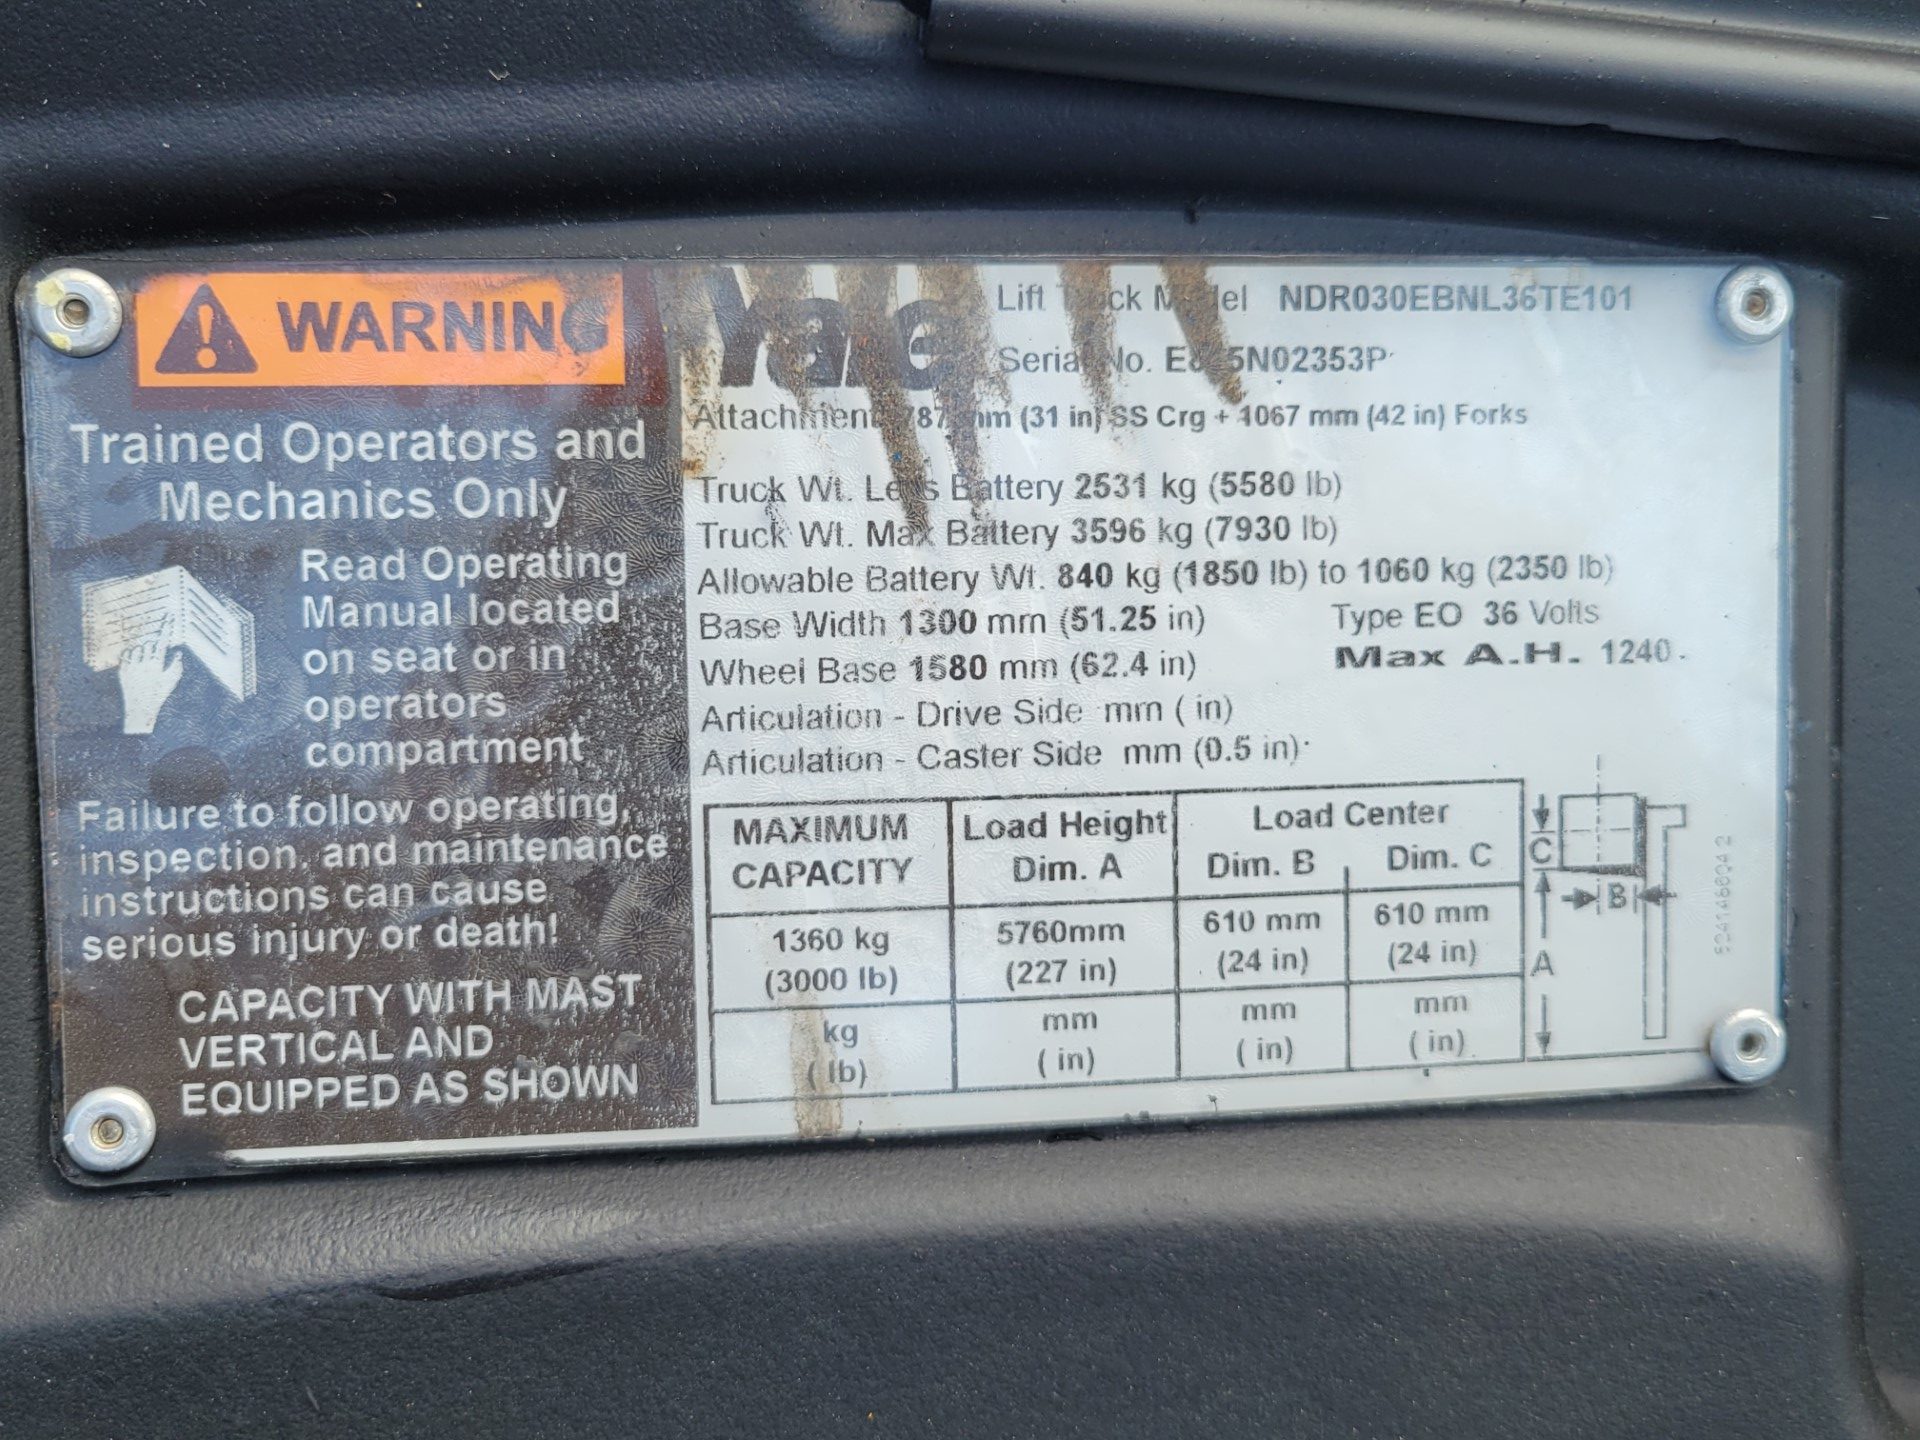 WARNING
Trained Operators and
Mechanics Only
Read Operating
Manual located
on seat or in
operators
compartment
Failure to follow operating,
inspection, and maintenance
instructions can cause
serious injury or death!
CAPACITY WITH MAST
VERTICAL AND
EQUIPPED AS SHOWN
Yale
Lift Truck Model NDR030EBNL36TE101
Serial No.
Attachment 787 mm (31 in) SS Crg + 1067 mm (42 in) Forks
Truck Wt. Less Battery 2531 kg (5580 lb)
Truck Wt. Max Battery 3596 kg (7930 lb)
Allowable Battery Wt. 840 kg (1850 lb) to 1060 kg (2350 lb)
Base Width 1300 mm (51.25 in) Type EO 36 Volts
Wheel Base 1580 mm (62.4 in) Max A.H. 1240
Articulation - Drive Side mm ( in)
Articulation - Caster Side mm (0.5 in)
MAXIMUM Load Height Load Center
CAPACITY Dim. A Dim. B Dim. C
1360 kg 5760mm 610 mm 610 mm
(3000 lb) (227 in) (24 in) (24 in)
kg mm mm mm
( lb) ( in) ( in) ( in)
C
B
A